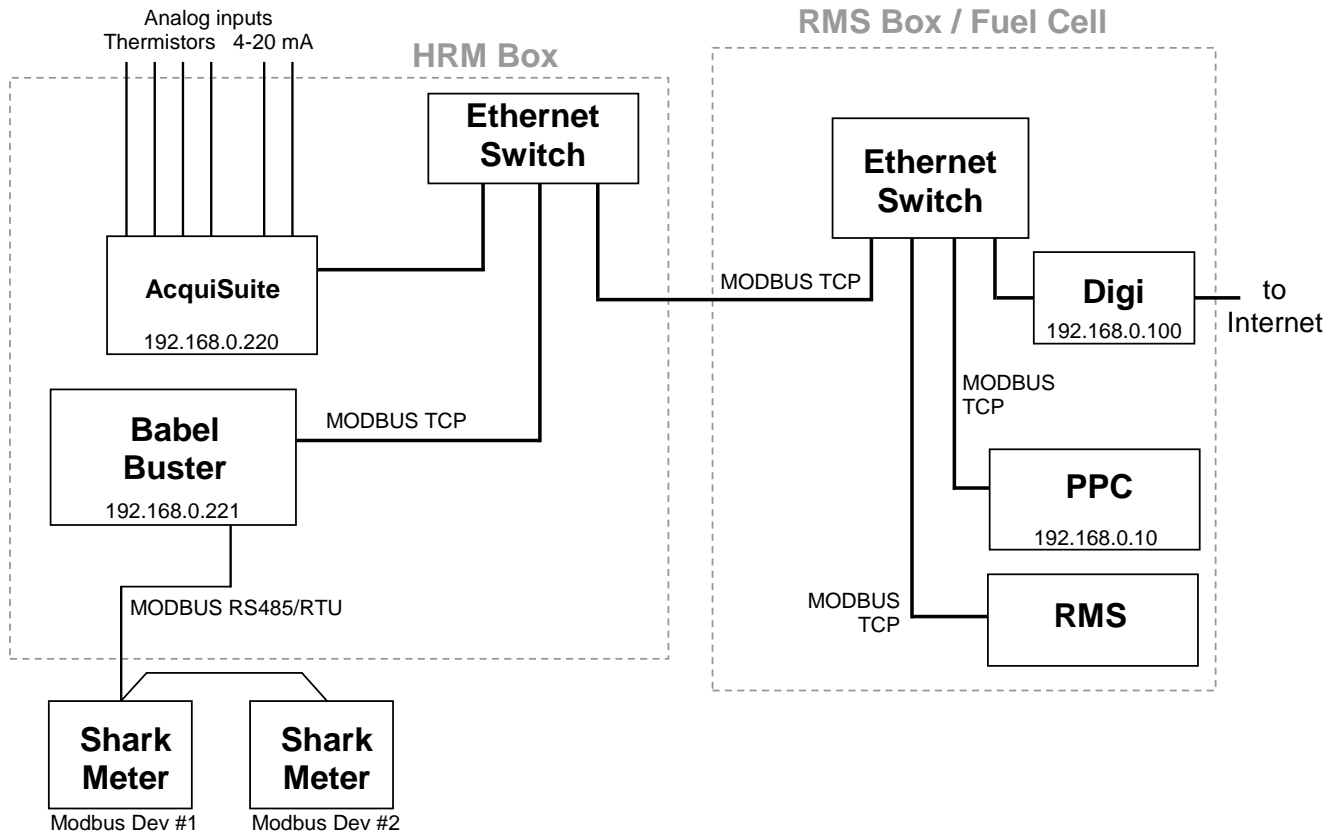 Analog inputs
Thermistors 4-20 mA
HRM Box
Ethernet
Switch
AcquiSuite
192.168.0.220
Babel
Buster
192.168.0.221
MODBUS TCP
MODBUS RS485/RTU
Shark
Meter
Modbus Dev #1
Shark
Meter
Modbus Dev #2
MODBUS TCP
RMS Box / Fuel Cell
Ethernet
Switch
Digi
192.168.0.100
to
Internet
MODBUS
TCP
PPC
192.168.0.10
MODBUS
TCP
RMS